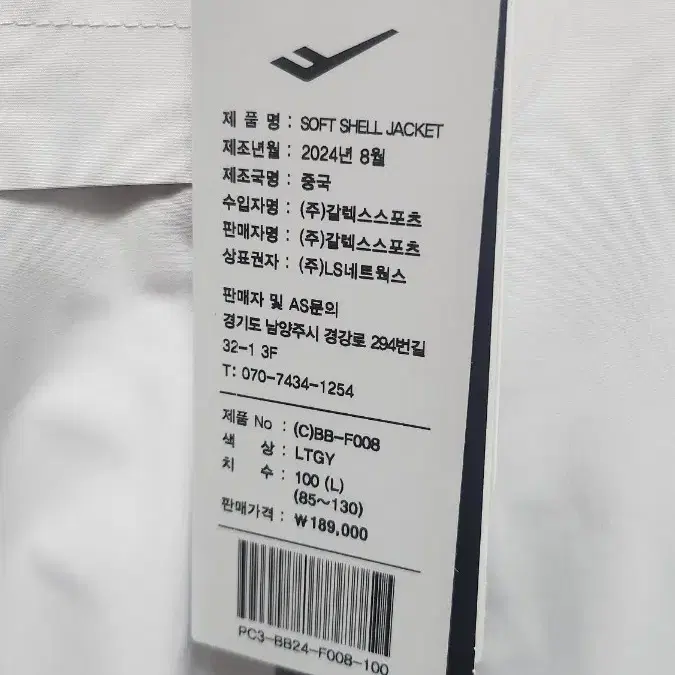 제 품 명 : SOFT SHELL JACKET
제조년월 : 2024년 8월
제조국명 : 중국
수입자명 : (주)갈렉스스포츠
판매자명 : (주)갈렉스스포츠
상표권자 : (주)LS네트웍스
판매자 및 AS문의
경기도 남양주시 경강로 294번길
32-1 3F
T: 070-7434-1254
제품 No : (C)BB-F008
색 상 : LTGY
치 수 : 100 (L)
(85~130)
판매가격 : ₩189,000
PC3-BB24-F008-100